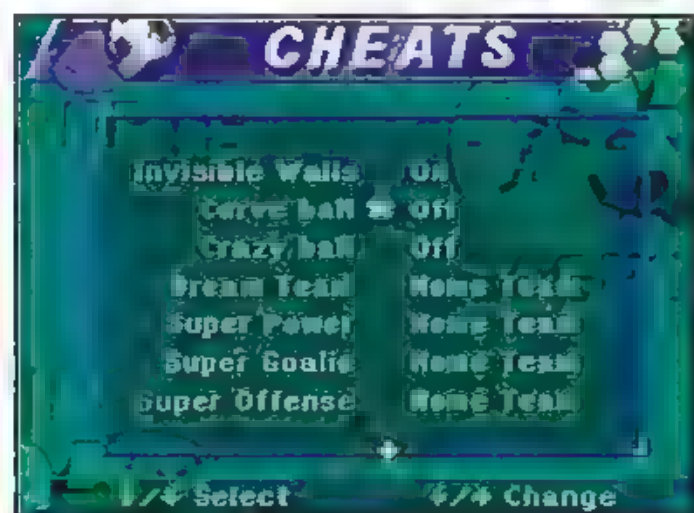 CHEATS
Invisible Walls On
Curve ball Off
Crazy ball Off
Dream Team Home Team
Super Power Home Team
Super Goalie Home Team
Super Offense Home Team
Select Change